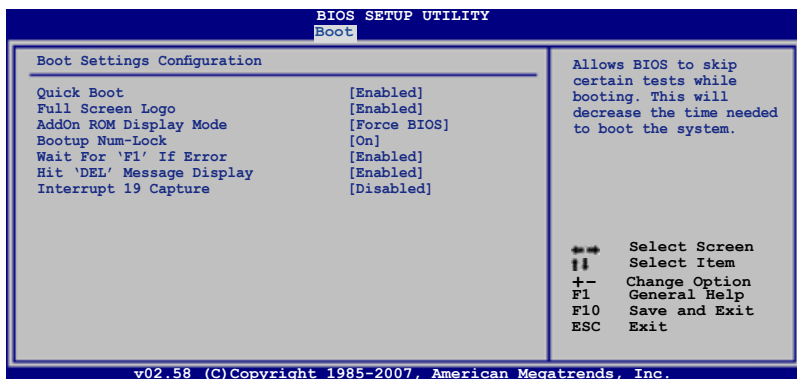 BIOS SETUP UTILITY
Boot
Boot Settings Configuration
Quick Boot [Enabled]
Full Screen Logo [Enabled]
AddOn ROM Display Mode [Force BIOS]
Bootup Num-Lock [On]
Wait For ‘F1’ If Error [Enabled]
Hit ‘DEL’ Message Display [Enabled]
Interrupt 19 Capture [Disabled]
Allows BIOS to skip
certain tests while
booting. This will
decrease the time needed
to boot the system.
←→ Select Screen
↑↓ Select Item
+- Change Option
F1 General Help
F10 Save and Exit
ESC Exit
v02.58 (C)Copyright 1985-2007, American Megatrends, Inc.